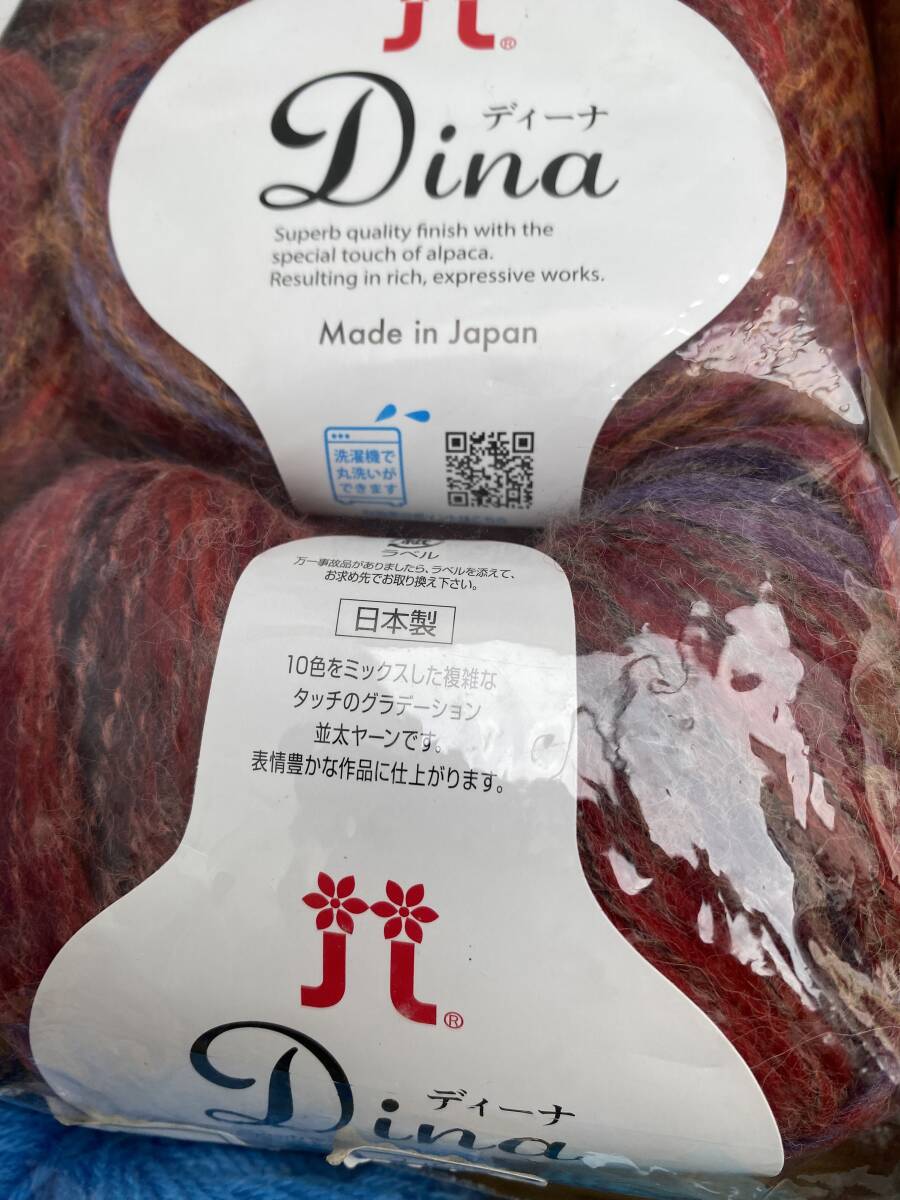 ディーナ
Dina
Superb quality finish with the
special touch of alpaca.
Resulting in rich, expressive works.
Made in Japan
洗濯機で
丸洗いが
できます
ラベル
万一事故品がありましたら、ラベルを添えて、
お求め先でお取り換え下さい。
日本製
10色をミックスした複雑な
タッチのグラデーション
並太ヤーンです。
表情豊かな作品に仕上がります。
ディーナ
Dina